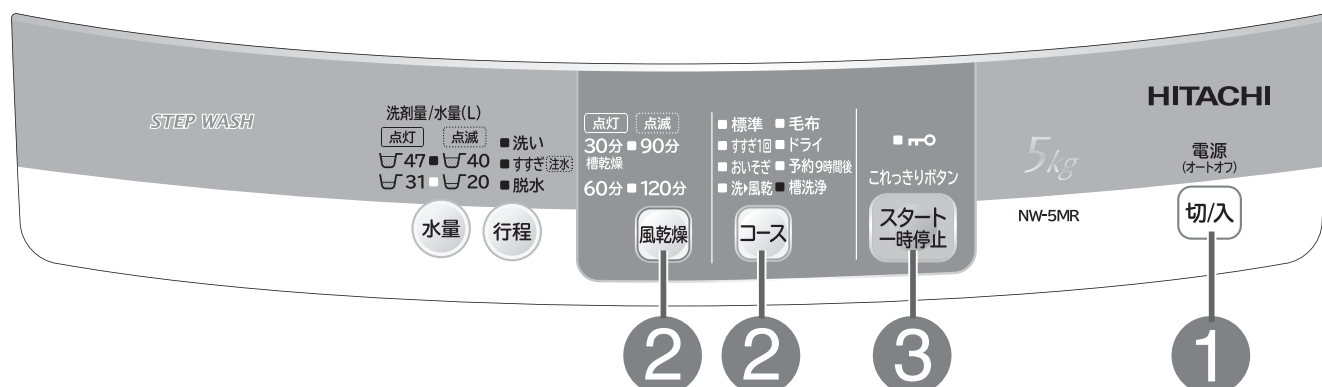 STEP WASH
洗剤量/水量(L)
点灯 点滅
47 40
31 20
洗い
すすぎ 注水
脱水
水量
行程
点灯 点滅
30分 90分
槽乾燥
60分 120分
風乾燥
標準 毛布
すすぎ1回 ドライ
おいそぎ 予約9時間後
洗▶風乾 槽洗浄
コース
これっきりボタン
スタート
一時停止
5kg
NW-5MR
HITACHI
電源
(オートオフ)
切/入
2 2 3 1